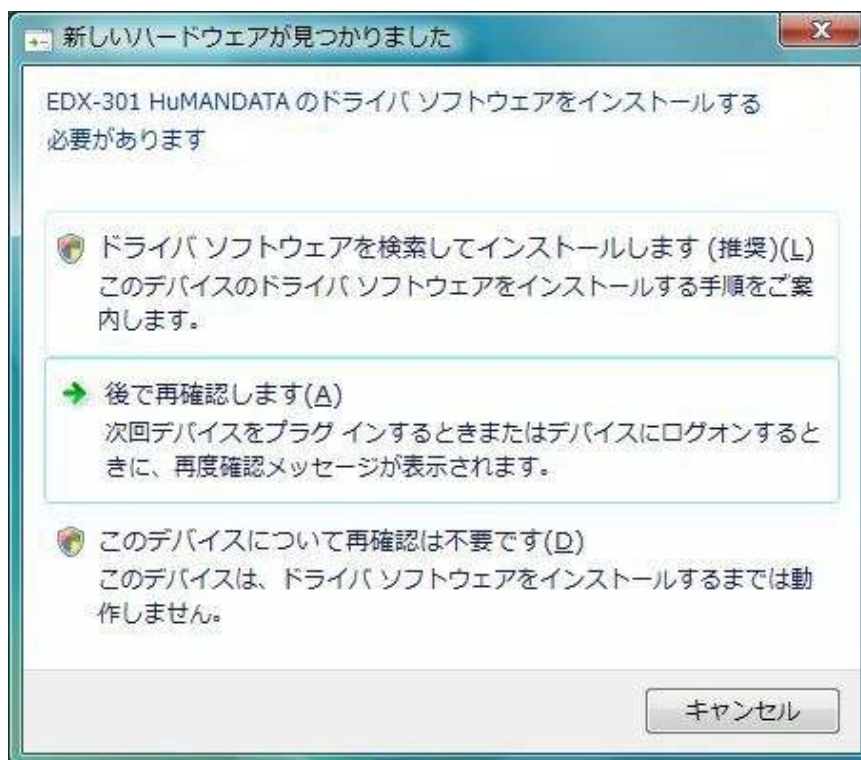 新しいハードウェアが見つかりました
EDX-301 HuMANDATA のドライバ ソフトウェアをインストールする
必要があります
ドライバ ソフトウェアを検索してインストールします (推奨)(L)
このデバイスのドライバ ソフトウェアをインストールする手順をご案
内します。
後で再確認します(A)
次回デバイスをプラグ インするときまたはデバイスにログオンすると
きに、再度確認メッセージが表示されます。
このデバイスについて再確認は不要です(D)
このデバイスは、ドライバ ソフトウェアをインストールするまでは動
作しません。
キャンセル